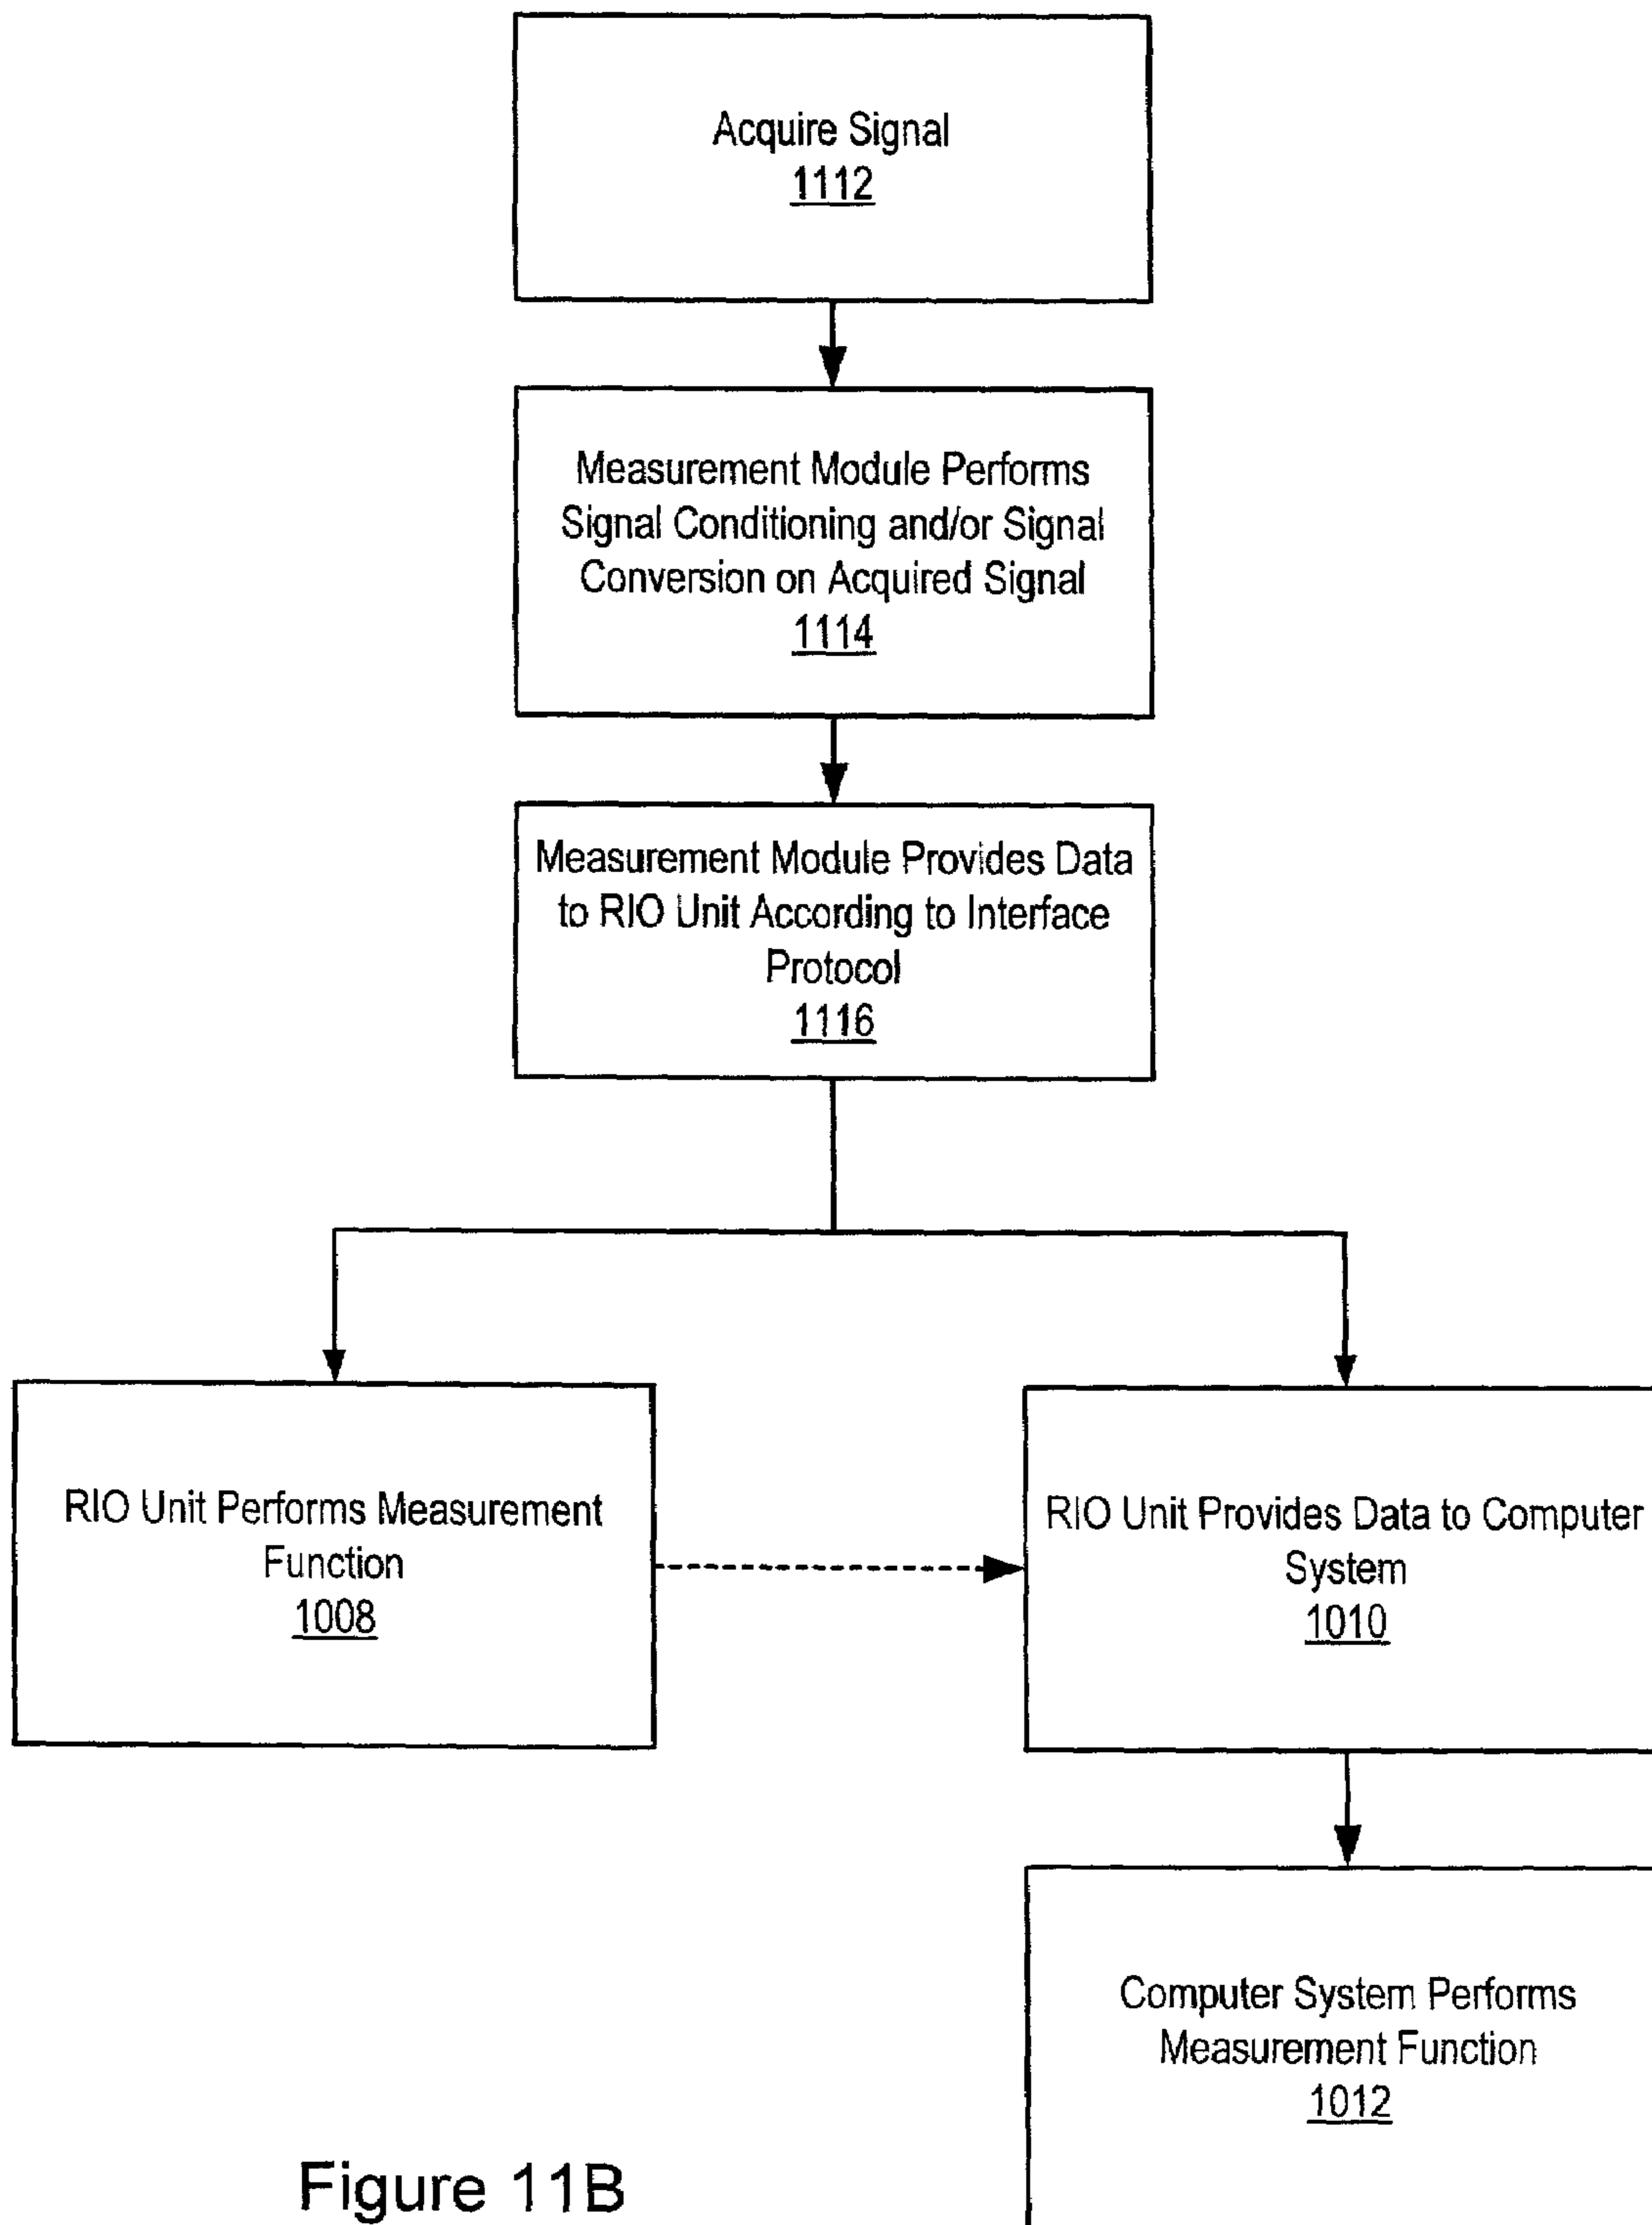 Acquire Signal
1112
Measurement Module Performs
Signal Conditioning and/or Signal
Conversion on Acquired Signal
1114
Measurement Module Provides Data
to RIO Unit According to Interface
Protocol
1116
RIO Unit Performs Measurement
Function
1008
RIO Unit Provides Data to Computer
System
1010
Computer System Performs
Measurement Function
1012
Figure 11B